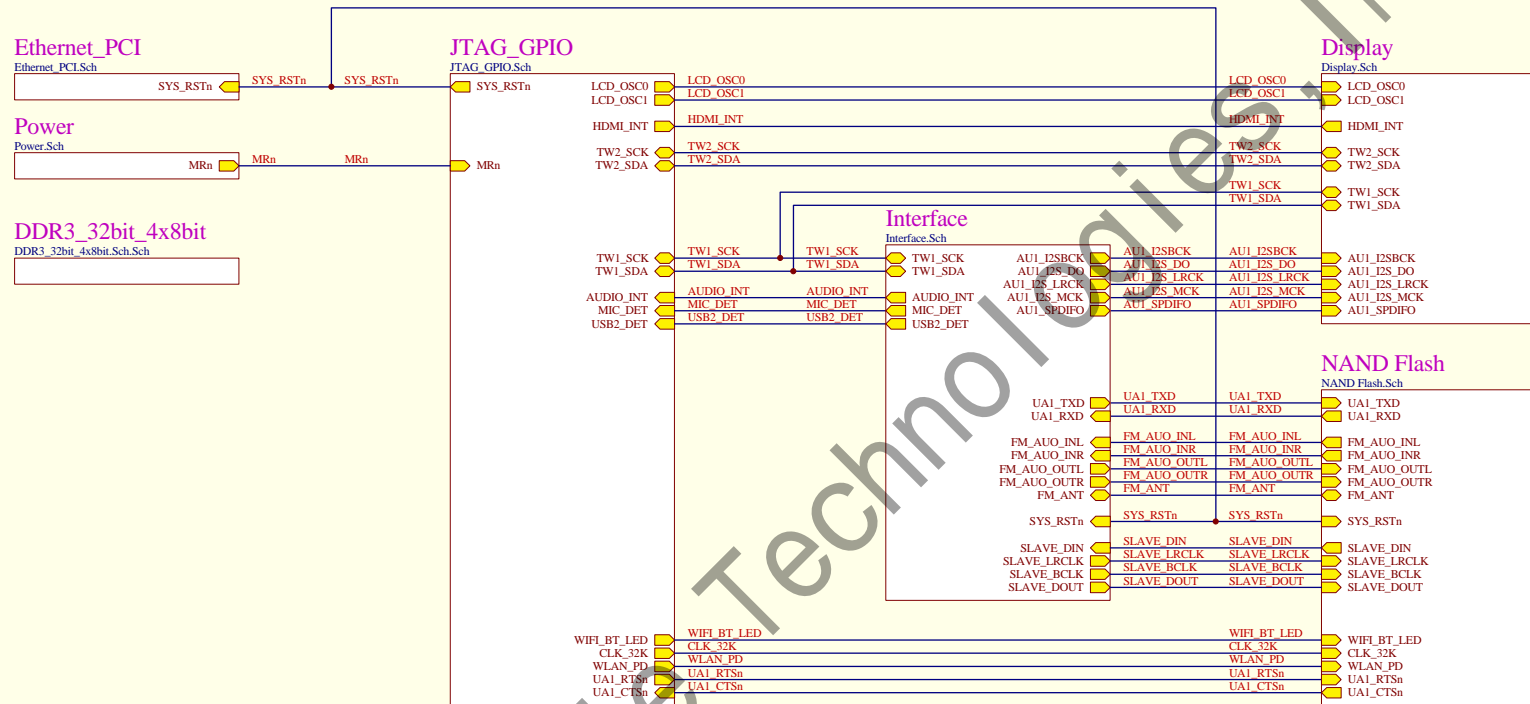 Ethernet_PCI
Ethernet_PCI.Sch
SYS_RSTn SYS_RSTn SYS_RSTn
Power
Power.Sch
MRn MRn MRn
DDR3_32bit_4x8bit
DDR3_32bit_4x8bit.Sch.Sch
JTAG_GPIO
JTAG_GPIO.Sch
SYS_RSTn
MRn
LCD_OSC0 LCD_OSC0 LCD_OSC0
LCD_OSC1 LCD_OSC1 LCD_OSC1
HDMI_INT HDMI_INT HDMI_INT
TW2_SCK TW2_SCK TW2_SCK
TW2_SDA TW2_SDA TW2_SDA
TW1_SCK
TW1_SDA
TW1_SCK TW1_SCK TW1_SCK
TW1_SDA TW1_SDA TW1_SDA
AUDIO_INT AUDIO_INT AUDIO_INT
MIC_DET MIC_DET MIC_DET
USB2_DET USB2_DET USB2_DET
WIFI_BT_LED WIFI_BT_LED WIFI_BT_LED
CLK_32K CLK_32K CLK_32K
WLAN_PD WLAN_PD WLAN_PD
UA1_RTSn UA1_RTSn UA1_RTSn
UA1_CTSn UA1_CTSn UA1_CTSn
Interface
Interface.Sch
TW1_SCK
TW1_SDA
AUDIO_INT
MIC_DET
USB2_DET
AU1_I2SBCK AU1_I2SBCK AU1_I2SBCK
AU1_I2S_DO AU1_I2S_DO AU1_I2S_DO
AU1_I2S_LRCK AU1_I2S_LRCK AU1_I2S_LRCK
AU1_I2S_MCK AU1_I2S_MCK AU1_I2S_MCK
AU1_SPDIFO AU1_SPDIFO AU1_SPDIFO
UA1_TXD UA1_TXD UA1_TXD
UA1_RXD UA1_RXD UA1_RXD
FM_AUO_INL FM_AUO_INL FM_AUO_INL
FM_AUO_INR FM_AUO_INR FM_AUO_INR
FM_AUO_OUTL FM_AUO_OUTL FM_AUO_OUTL
FM_AUO_OUTR FM_AUO_OUTR FM_AUO_OUTR
FM_ANT FM_ANT FM_ANT
SYS_RSTn SYS_RSTn SYS_RSTn
SLAVE_DIN SLAVE_DIN SLAVE_DIN
SLAVE_LRCLK SLAVE_LRCLK SLAVE_LRCLK
SLAVE_BCLK SLAVE_BCLK SLAVE_BCLK
SLAVE_DOUT SLAVE_DOUT SLAVE_DOUT
Display
Display.Sch
LCD_OSC0
LCD_OSC1
HDMI_INT
TW2_SCK
TW2_SDA
TW1_SCK
TW1_SDA
AU1_I2SBCK
AU1_I2S_DO
AU1_I2S_LRCK
AU1_I2S_MCK
AU1_SPDIFO
NAND Flash
NAND Flash.Sch
UA1_TXD
UA1_RXD
FM_AUO_INL
FM_AUO_INR
FM_AUO_OUTL
FM_AUO_OUTR
FM_ANT
SYS_RSTn
SLAVE_DIN
SLAVE_LRCLK
SLAVE_BCLK
SLAVE_DOUT
WIFI_BT_LED
CLK_32K
WLAN_PD
UA1_RTSn
UA1_CTSn
Technologies,